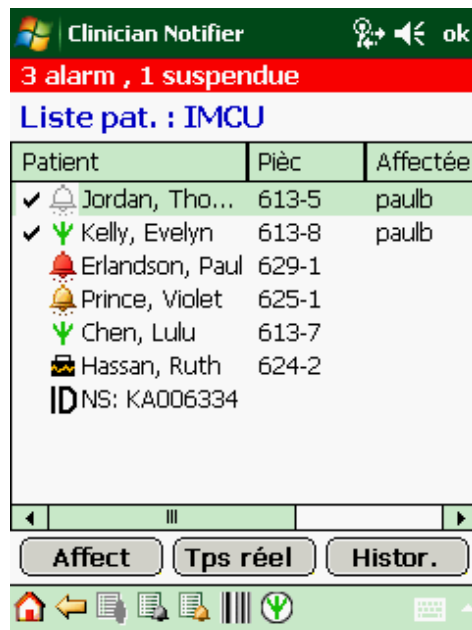 Clinician Notifier ok
3 alarm , 1 suspendue
Liste pat. : IMCU
Patient Pièc Affectée
Jordan, Tho... 613-5 paulb
Kelly, Evelyn 613-8 paulb
Erlandson, Paul 629-1
Prince, Violet 625-1
Chen, Lulu 613-7
Hassan, Ruth 624-2
ID NS: KA006334
Affect Tps réel Histor.